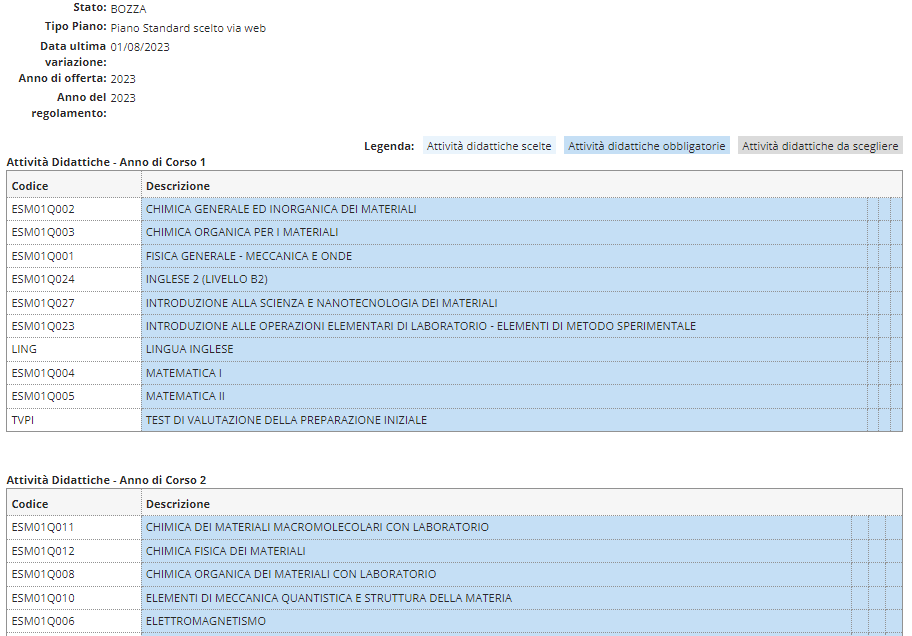 Stato: BOZZA
Tipo Piano: Piano Standard scelto via web
Data ultima variazione: 01/08/2023
Anno di offerta: 2023
Anno del regolamento: 2023
Legenda: Attività didattiche scelte Attività didattiche obbligatorie Attività didattiche da scegliere
Attività Didattiche - Anno di Corso 1
Codice Descrizione
ESM01Q002 CHIMICA GENERALE ED INORGANICA DEI MATERIALI
ESM01Q003 CHIMICA ORGANICA PER I MATERIALI
ESM01Q001 FISICA GENERALE - MECCANICA E ONDE
ESM01Q024 INGLESE 2 (LIVELLO B2)
ESM01Q027 INTRODUZIONE ALLA SCIENZA E NANOTECNOLOGIA DEI MATERIALI
ESM01Q023 INTRODUZIONE ALLE OPERAZIONI ELEMENTARI DI LABORATORIO - ELEMENTI DI METODO SPERIMENTALE
LING LINGUA INGLESE
ESM01Q004 MATEMATICA I
ESM01Q005 MATEMATICA II
TVPI TEST DI VALUTAZIONE DELLA PREPARAZIONE INIZIALE
Attività Didattiche - Anno di Corso 2
Codice Descrizione
ESM01Q011 CHIMICA DEI MATERIALI MACROMOLECOLARI CON LABORATORIO
ESM01Q012 CHIMICA FISICA DEI MATERIALI
ESM01Q008 CHIMICA ORGANICA DEI MATERIALI CON LABORATORIO
ESM01Q010 ELEMENTI DI MECCANICA QUANTISTICA E STRUTTURA DELLA MATERIA
ESM01Q006 ELETTROMAGNETISMO